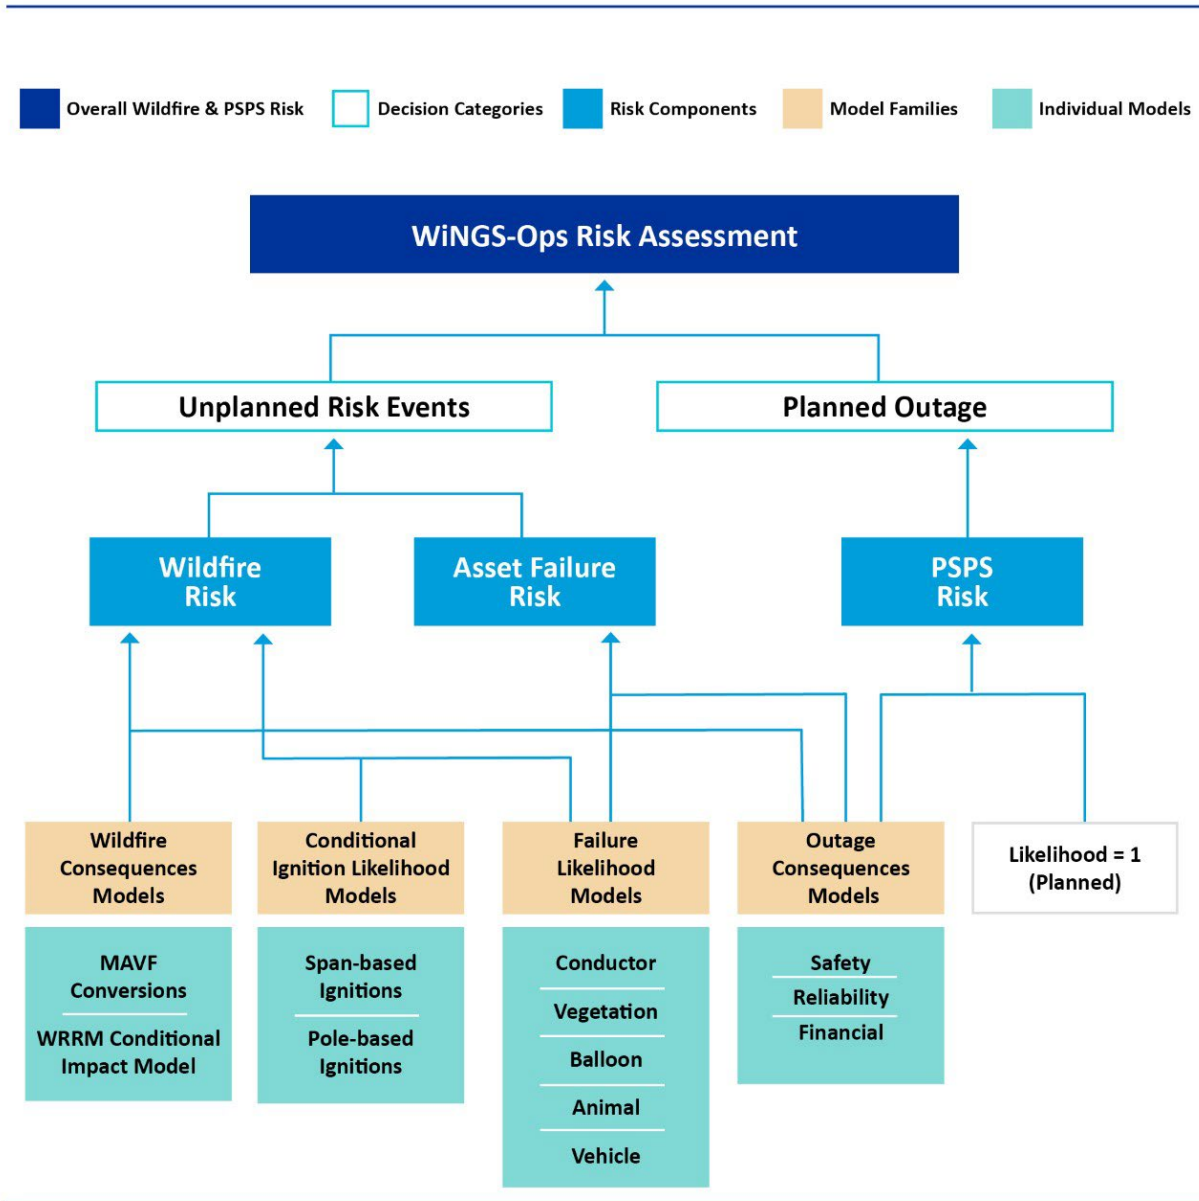 Overall Wildfire & PSPS Risk
Decision Categories
Risk Components
Model Families
Individual Models
WiNGS-Ops Risk Assessment
Unplanned Risk Events
Planned Outage
Wildfire
Risk
Asset Failure
Risk
PSPS
Risk
Wildfire
Consequences
Models
Conditional
Ignition Likelihood
Models
Failure
Likelihood
Models
Outage
Consequences
Models
Likelihood = 1
(Planned)
MAVF
Conversions
WRRM Conditional
Impact Model
Span-based
Ignitions
Pole-based
Ignitions
Conductor
Vegetation
Balloon
Animal
Vehicle
Safety
Reliability
Financial